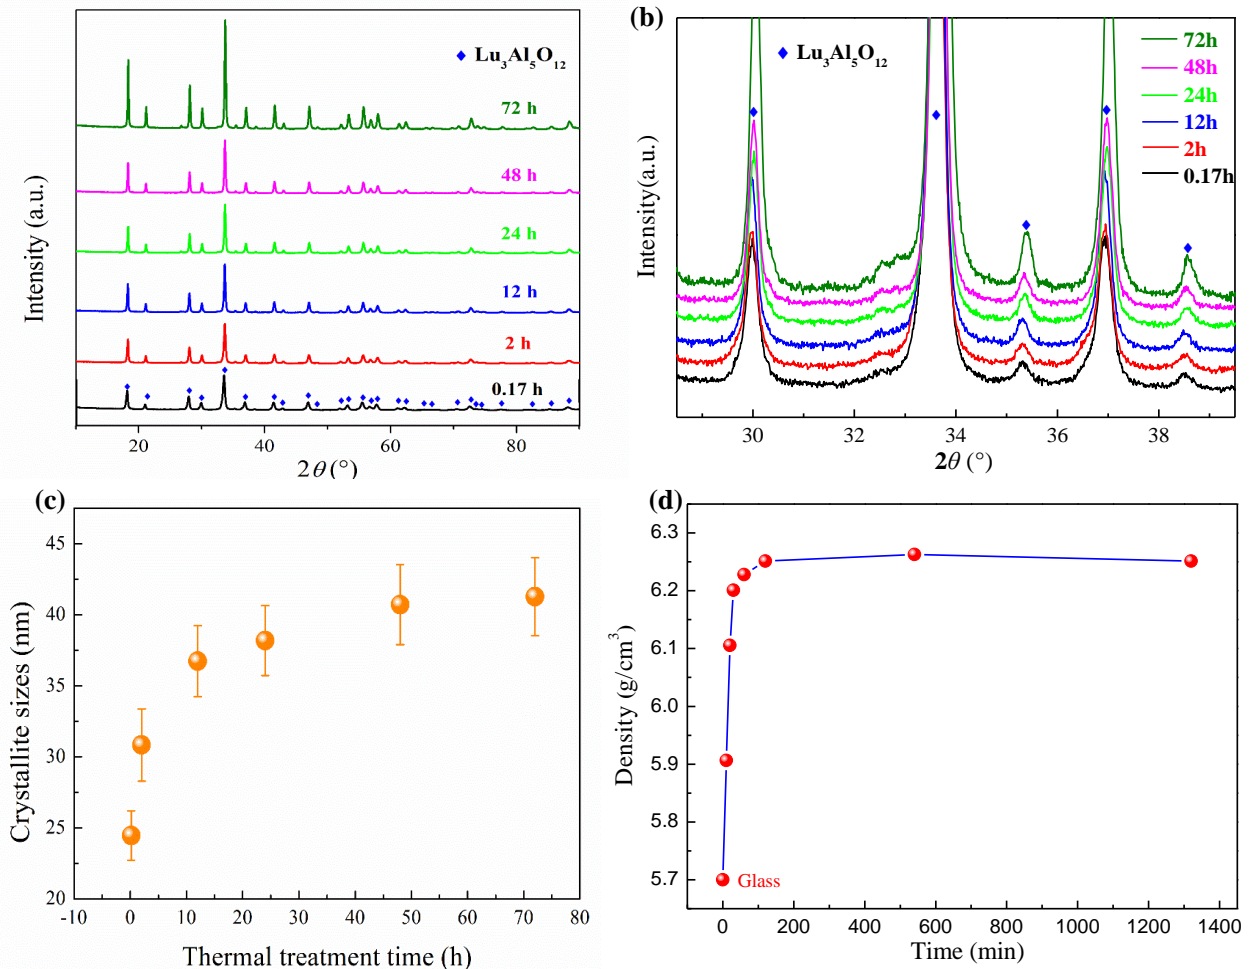 Lu3Al5O12
72 h
48 h
24 h
12 h
2 h
0.17 h
Intensity (a.u.)
20 40 60 80
2θ (°)
(b)
Lu3Al5O12
72h
48h
24h
12h
2h
0.17h
Intensity(a.u.)
30 32 34 36 38
2θ (°)
(c)
45
40
35
30
25
20
Crystallite sizes (nm)
-10 0 10 20 30 40 50 60 70 80
Thermal treatment time (h)
(d)
6.3
6.2
6.1
6.0
5.9
5.8
5.7
Density (g/cm3)
Glass
0 200 400 600 800 1000 1200 1400
Time (min)